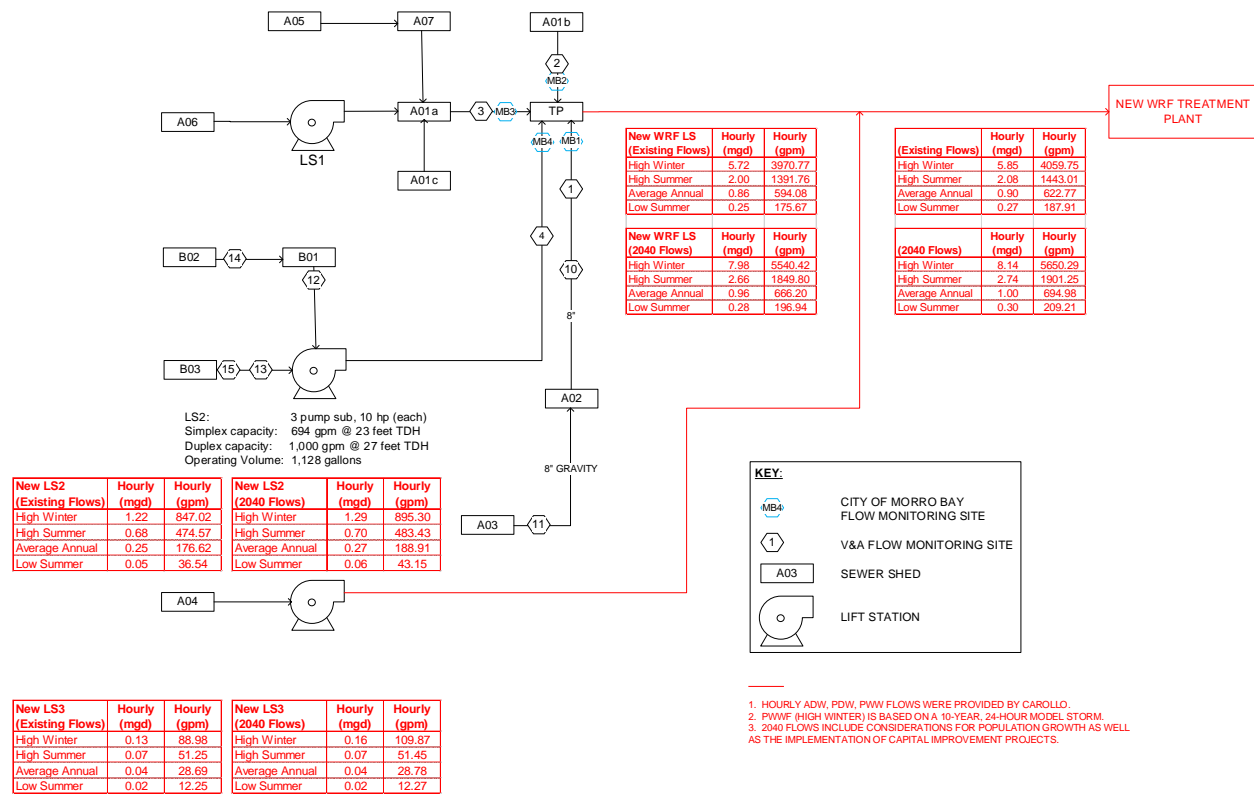 A05
A07
A01b
2
MB2
A06
LS1
A01a
3
MB3
TP
NEW WRF TREATMENT
PLANT
MB4
MB1
A01c
1
4
10
8"
B02
14
B01
12
B03
15
13
A02
New WRF LS (Existing Flows) Hourly (mgd) Hourly (gpm)
High Winter 5.72 3970.77
High Summer 2.00 1391.76
Average Annual 0.86 594.08
Low Summer 0.25 175.67
(Existing Flows) Hourly (mgd) Hourly (gpm)
High Winter 5.85 4059.75
High Summer 2.08 1443.01
Average Annual 0.90 622.77
Low Summer 0.27 187.91
New WRF LS (2040 Flows) Hourly (mgd) Hourly (gpm)
High Winter 7.98 5540.42
High Summer 2.66 1849.80
Average Annual 0.96 666.20
Low Summer 0.28 196.94
(2040 Flows) Hourly (mgd) Hourly (gpm)
High Winter 8.14 5650.29
High Summer 2.74 1901.25
Average Annual 1.00 694.98
Low Summer 0.30 209.21
LS2: 3 pump sub, 10 hp (each)
Simplex capacity: 694 gpm @ 23 feet TDH
Duplex capacity: 1,000 gpm @ 27 feet TDH
Operating Volume: 1,128 gallons
8" GRAVITY
A03
11
New LS2 (Existing Flows) Hourly (mgd) Hourly (gpm)
High Winter 1.22 847.02
High Summer 0.68 474.57
Average Annual 0.25 176.62
Low Summer 0.05 36.54
New LS2 (2040 Flows) Hourly (mgd) Hourly (gpm)
High Winter 1.29 895.30
High Summer 0.70 483.43
Average Annual 0.27 188.91
Low Summer 0.06 43.15
A04
KEY:
MB4 CITY OF MORRO BAY
FLOW MONITORING SITE
1 V&A FLOW MONITORING SITE
A03 SEWER SHED
LIFT STATION
New LS3 (Existing Flows) Hourly (mgd) Hourly (gpm)
High Winter 0.13 88.98
High Summer 0.07 51.25
Average Annual 0.04 28.69
Low Summer 0.02 12.25
New LS3 (2040 Flows) Hourly (mgd) Hourly (gpm)
High Winter 0.16 109.87
High Summer 0.07 51.45
Average Annual 0.04 28.78
Low Summer 0.02 12.27
1. HOURLY ADW, PDW, PWW FLOWS WERE PROVIDED BY CAROLLO.
2. PWWF (HIGH WINTER) IS BASED ON A 10-YEAR, 24-HOUR MODEL STORM.
3. 2040 FLOWS INCLUDE CONSIDERATIONS FOR POPULATION GROWTH AS WELL
AS THE IMPLEMENTATION OF CAPITAL IMPROVEMENT PROJECTS.